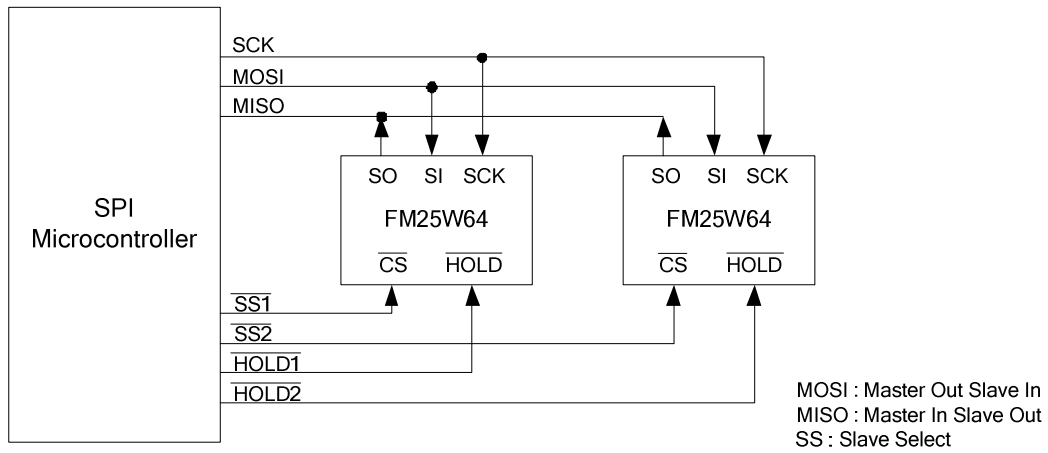 SCK
MOSI
MISO
SO SI SCK
FM25W64
CS HOLD
SO SI SCK
FM25W64
CS HOLD
SPI
Microcontroller
SS1
SS2
HOLD1
HOLD2
MOSI : Master Out Slave In
MISO : Master In Slave Out
SS : Slave Select